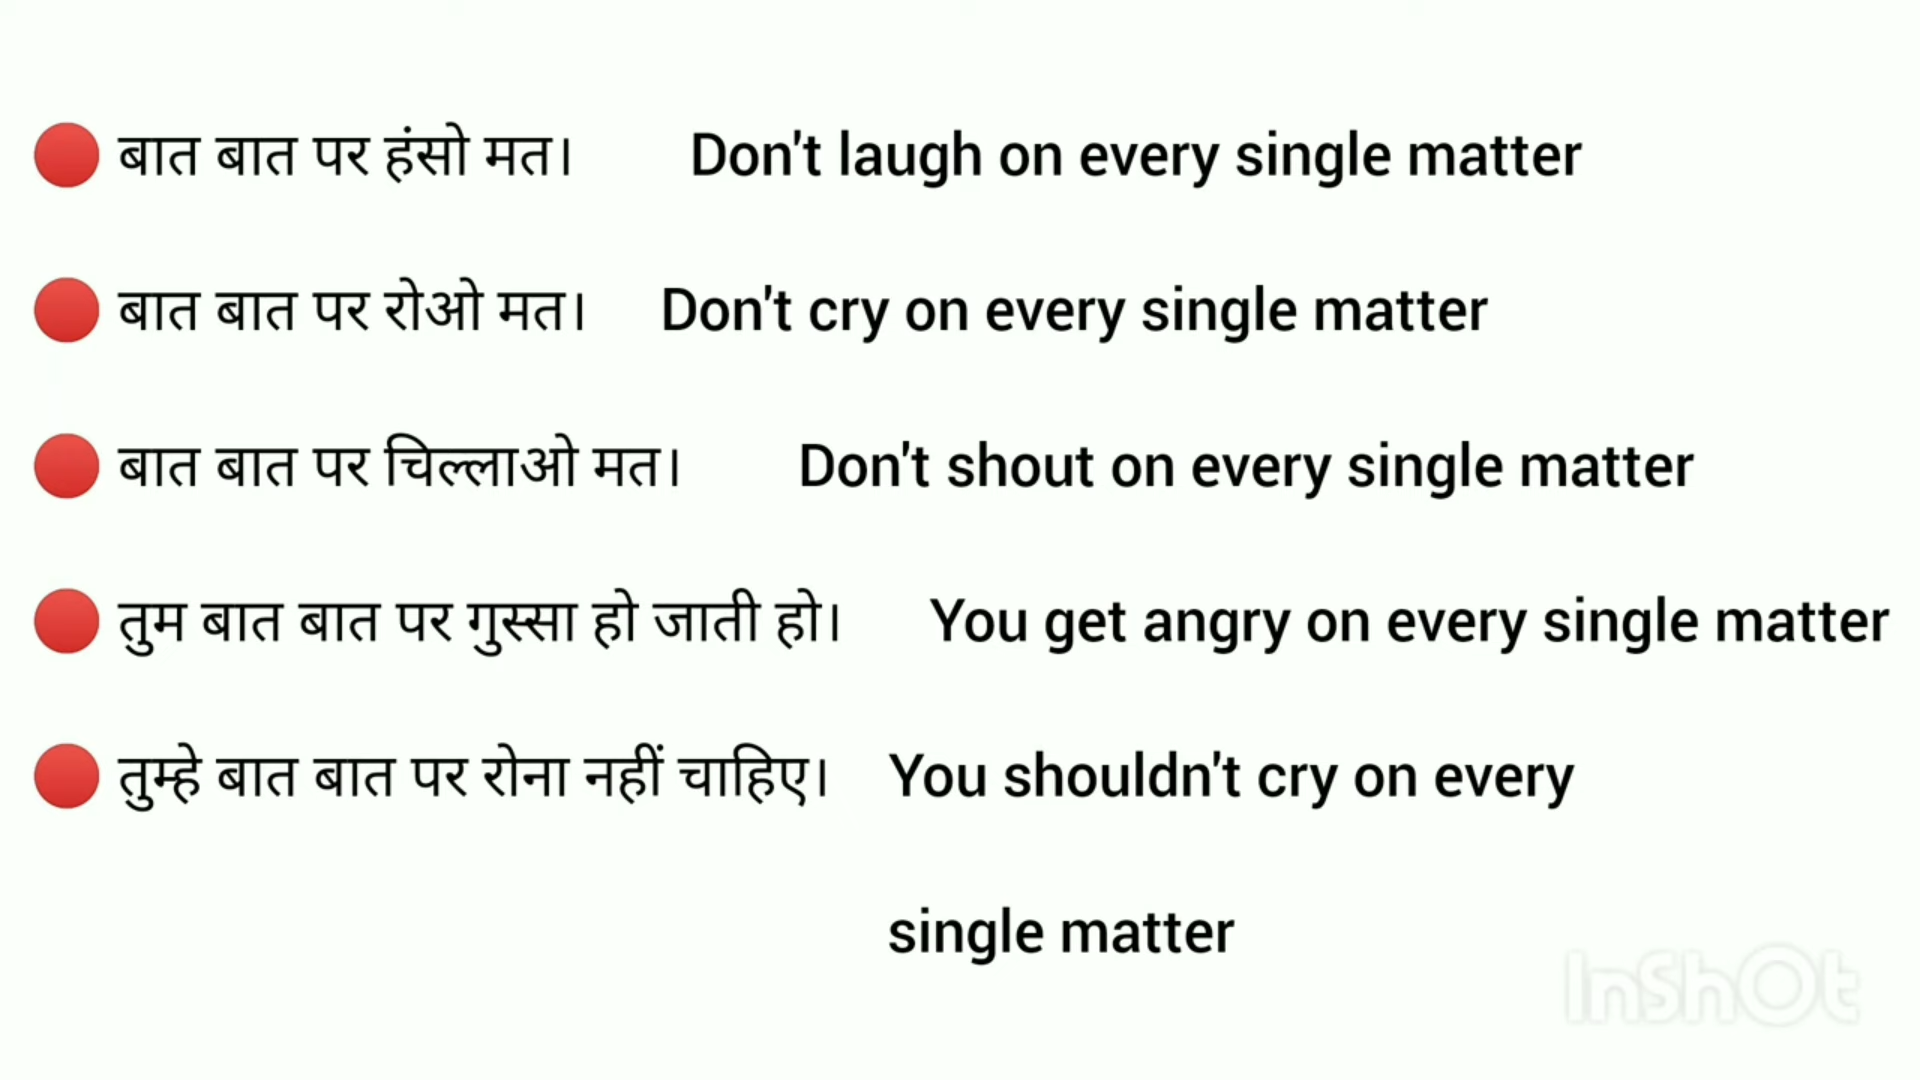 बात बात पर हंसो मत। Don't laugh on every single matter
बात बात पर रोओ मत। Don't cry on every single matter
बात बात पर चिल्लाओ मत। Don't shout on every single matter
तुम बात बात पर गुस्सा हो जाती हो। You get angry on every single matter
तुम्हे बात बात पर रोना नहीं चाहिए। You shouldn't cry on every
single matter
InShOt